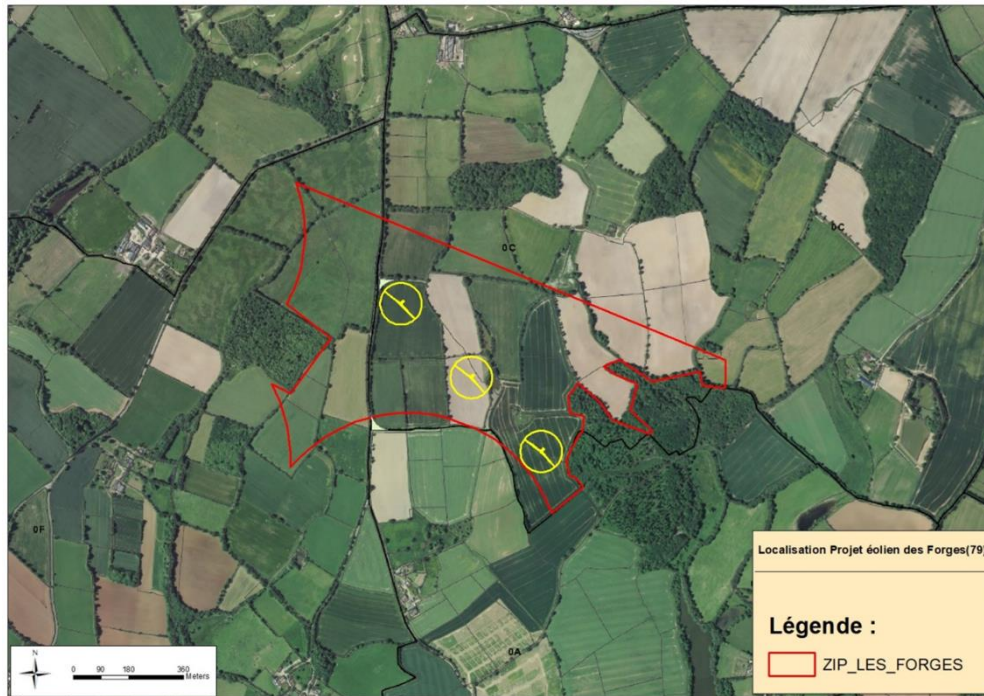 0C
0C
0F
0A
Localisation Projet éolien des Forges(79)
Légende :
ZIP_LES_FORGES
0 90 180 360
Meters